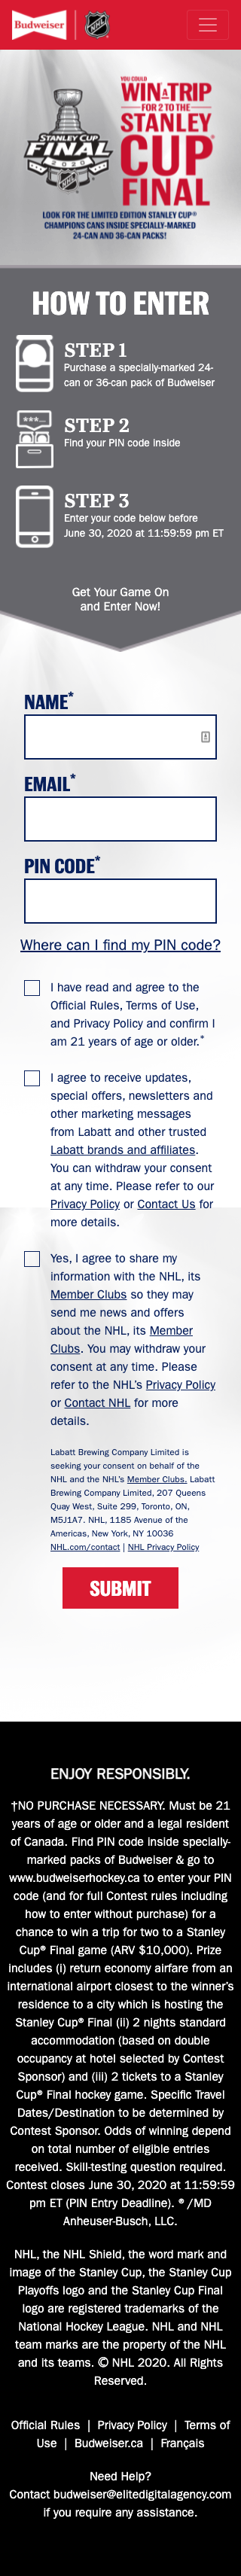 Budweiser
NHL
STANLEY CUP
FINAL
2020
NHL
YOU COULD
WIN A TRIP
FOR 2 TO THE
STANLEY
CUP®
FINAL
LOOK FOR THE LIMITED EDITION STANLEY CUP®
CHAMPIONS CANS INSIDE SPECIALLY-MARKED
24-CAN AND 36-CAN PACKS!
HOW TO ENTER
STEP 1
Purchase a specially-marked 24-
can or 36-can pack of Budweiser
***...
STEP 2
Find your PIN code inside
STEP 3
Enter your code below before
June 30, 2020 at 11:59:59 pm ET
Get Your Game On
and Enter Now!
NAME*
EMAIL*
PIN CODE*
Where can I find my PIN code?
I have read and agree to the
Official Rules, Terms of Use,
and Privacy Policy and confirm I
am 21 years of age or older.*
I agree to receive updates,
special offers, newsletters and
other marketing messages
from Labatt and other trusted
Labatt brands and affiliates.
You can withdraw your consent
at any time. Please refer to our
Privacy Policy or Contact Us for
more details.
Yes, I agree to share my
information with the NHL, its
Member Clubs so they may
send me news and offers
about the NHL, its Member
Clubs. You may withdraw your
consent at any time. Please
refer to the NHL's Privacy Policy
or Contact NHL for more
details.
Labatt Brewing Company Limited is
seeking your consent on behalf of the
NHL and the NHL's Member Clubs. Labatt
Brewing Company Limited, 207 Queens
Quay West, Suite 299, Toronto, ON,
M5J1A7. NHL, 1185 Avenue of the
Americas, New York, NY 10036
NHL.com/contact | NHL Privacy Policy
SUBMIT
ENJOY RESPONSIBLY.
†NO PURCHASE NECESSARY. Must be 21
years of age or older and a legal resident
of Canada. Find PIN code inside specially-
marked packs of Budweiser & go to
www.budweiserhockey.ca to enter your PIN
code (and for full Contest rules including
how to enter without purchase) for a
chance to win a trip for two to a Stanley
Cup® Final game (ARV $10,000). Prize
includes (i) return economy airfare from an
international airport closest to the winner's
residence to a city which is hosting the
Stanley Cup® Final (ii) 2 nights standard
accommodation (based on double
occupancy at hotel selected by Contest
Sponsor) and (iii) 2 tickets to a Stanley
Cup® Final hockey game. Specific Travel
Dates/Destination to be determined by
Contest Sponsor. Odds of winning depend
on total number of eligible entries
received. Skill-testing question required.
Contest closes June 30, 2020 at 11:59:59
pm ET (PIN Entry Deadline). ® /MD
Anheuser-Busch, LLC.
NHL, the NHL Shield, the word mark and
image of the Stanley Cup, the Stanley Cup
Playoffs logo and the Stanley Cup Final
logo are registered trademarks of the
National Hockey League. NHL and NHL
team marks are the property of the NHL
and its teams. © NHL 2020. All Rights
Reserved.
Official Rules | Privacy Policy | Terms of
Use | Budweiser.ca | Français
Need Help?
Contact budweiser@elitedigitalagency.com
if you require any assistance.